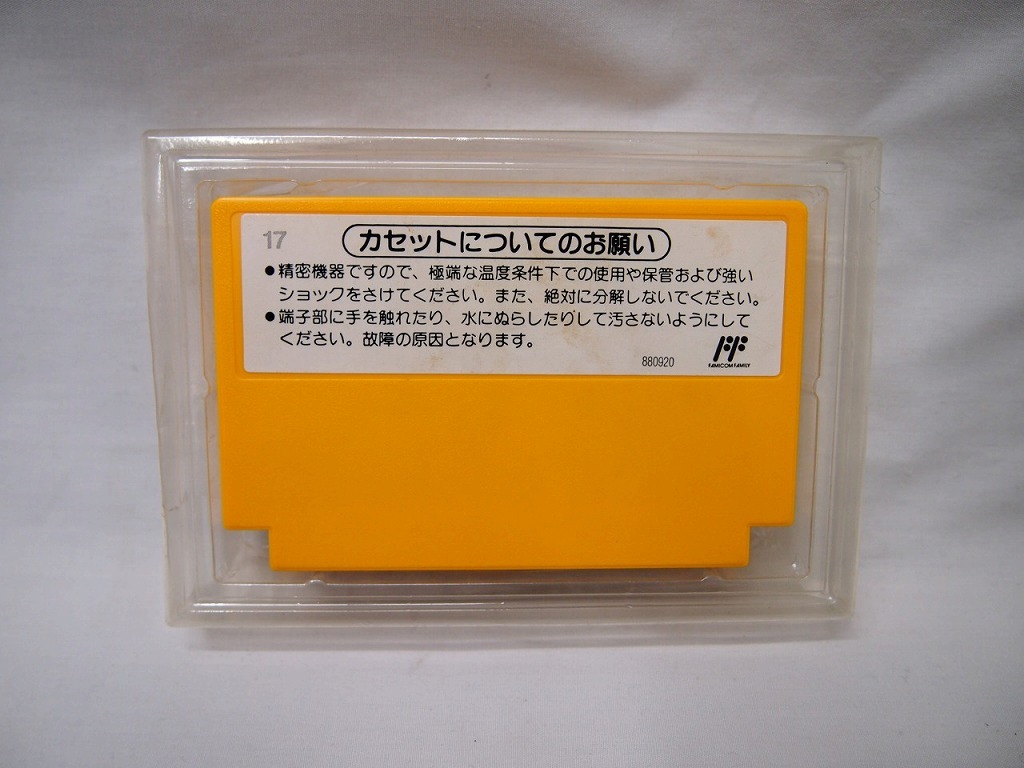 17
カセットについてのお願い
●精密機器ですので、極端な温度条件下での使用や保管および強い
ショックをさけてください。また、絶対に分解しないでください。
●端子部に手を触れたり、水にぬらしたりして汚さないようにして
ください。故障の原因となります。
880920
FF
FAMICOM FAMILY